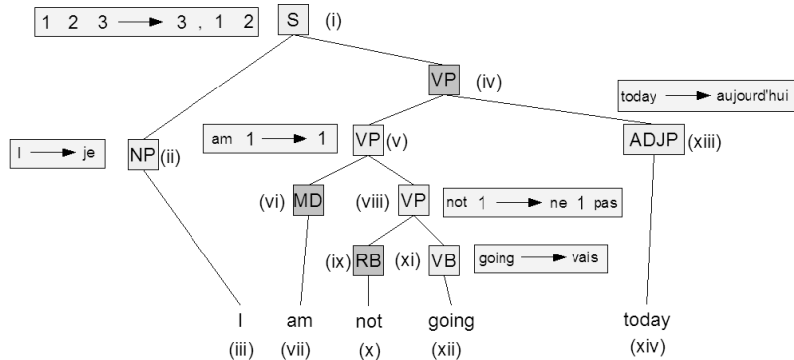 1 2 3 → 3 , 1 2 S (i)
VP (iv)
today → aujourd'hui
I → je NP (ii) am 1 → 1 VP (v) ADJP (xiii)
(vi) MD (viii) VP not 1 → ne 1 pas
(ix) RB (xi) VB going → vais
I am not going today
(iii) (vii) (x) (xii) (xiv)